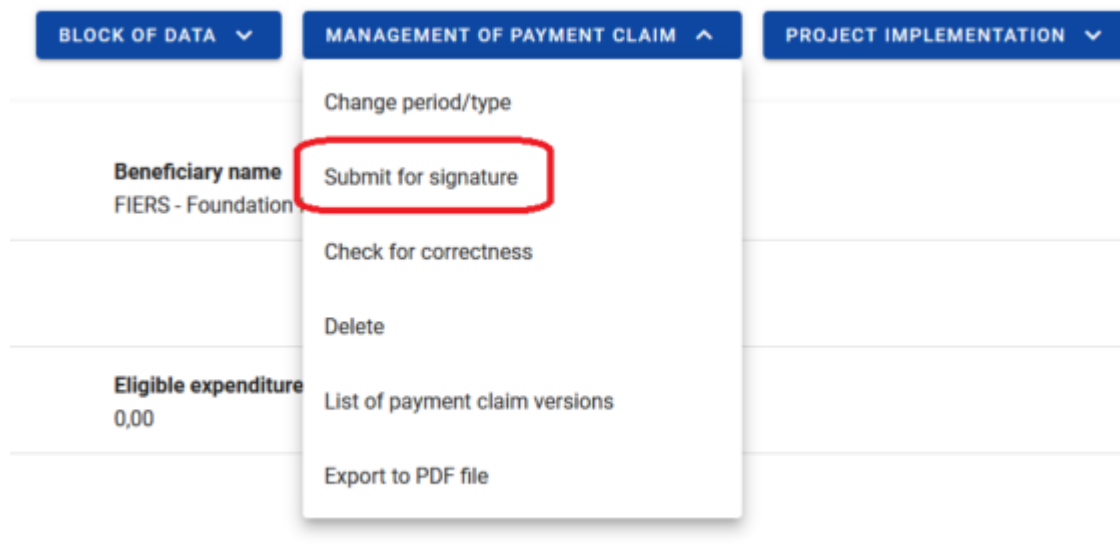 BLOCK OF DATA
MANAGEMENT OF PAYMENT CLAIM
PROJECT IMPLEMENTATION
Change period/type
Beneficiary name
Submit for signature
FIERS - Foundation
Check for correctness
Delete
Eligible expenditure
List of payment claim versions
0,00
Export to PDF file